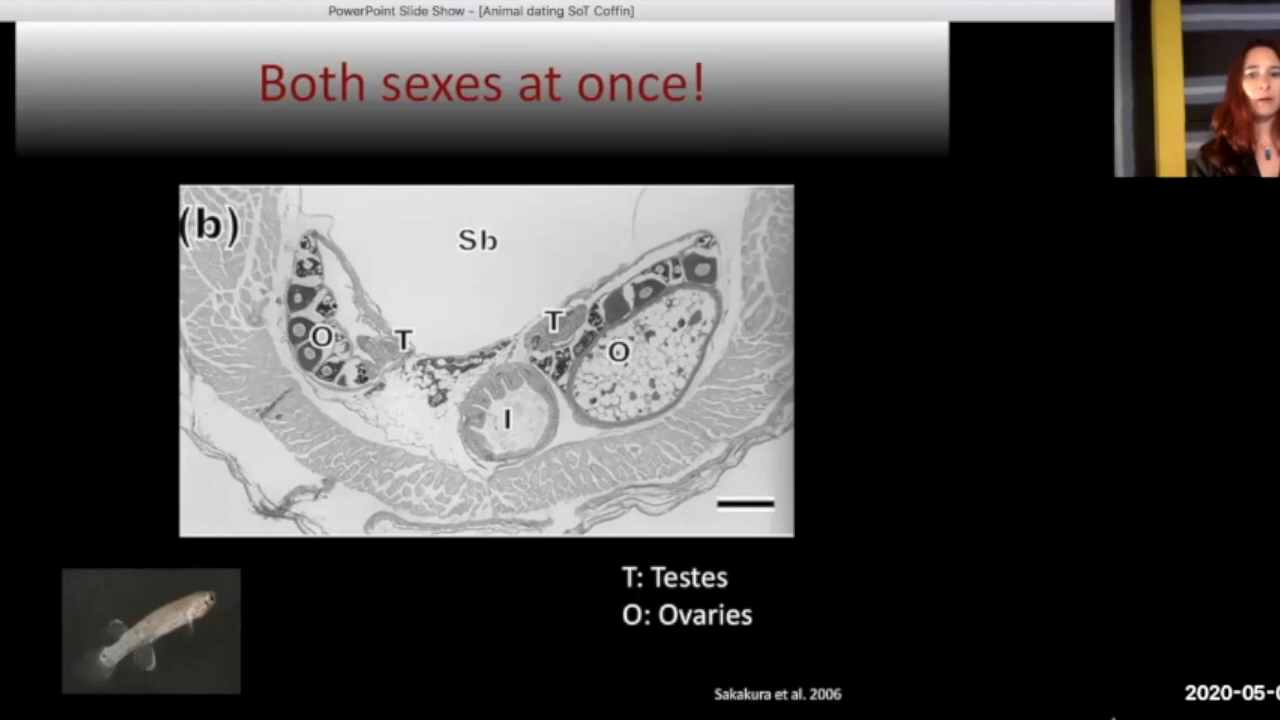 PowerPoint Slide Show - [Animal dating SoT Coffin]
Both sexes at once!
(b)
Sb
T
T
O
O
I
T: Testes
O: Ovaries
Sakakura et al. 2006
2020-05-0